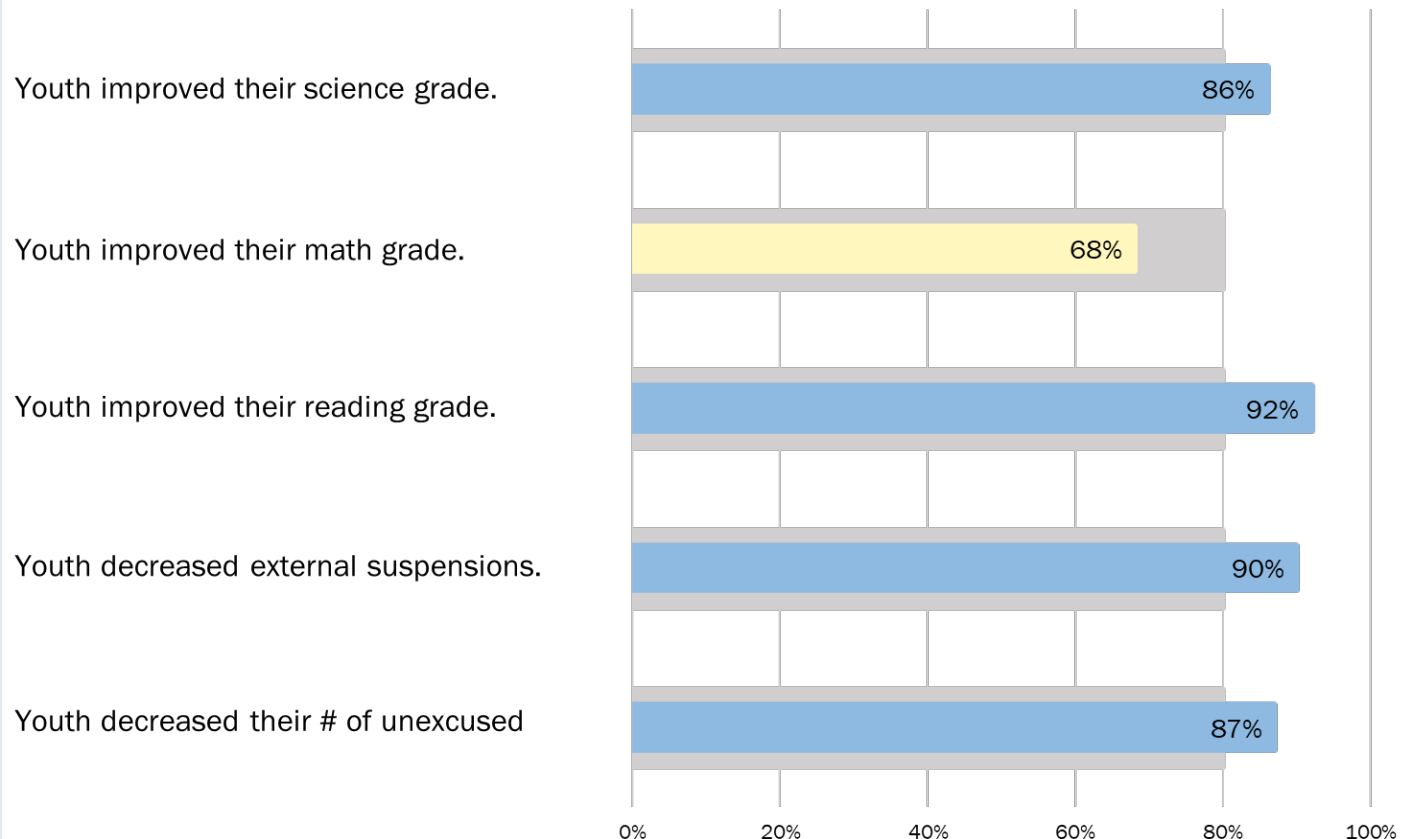 Youth improved their science grade.
86%
Youth improved their math grade.
68%
Youth improved their reading grade.
92%
Youth decreased external suspensions.
90%
Youth decreased their # of unexcused
87%
0% 20% 40% 60% 80% 100%